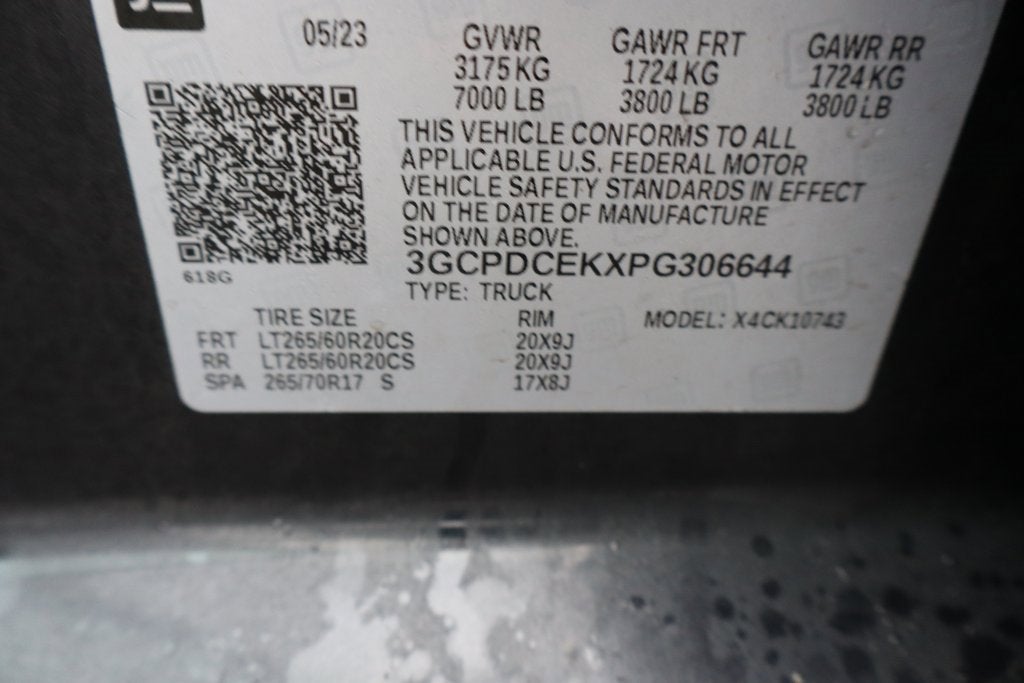 05/23 GVWR GAWR FRT GAWR RR
3175 KG 1724 KG 1724 KG
7000 LB 3800 LB 3800 LB
THIS VEHICLE CONFORMS TO ALL
APPLICABLE U.S. FEDERAL MOTOR
VEHICLE SAFETY STANDARDS IN EFFECT
ON THE DATE OF MANUFACTURE
SHOWN ABOVE.
3GCPDCEKXPG306644
618G
TYPE: TRUCK
TIRE SIZE RIM MODEL: X4CK10743
FRT LT265/60R20CS 20X9J
RR LT265/60R20CS 20X9J
SPA 265/70R17 S 17X8J